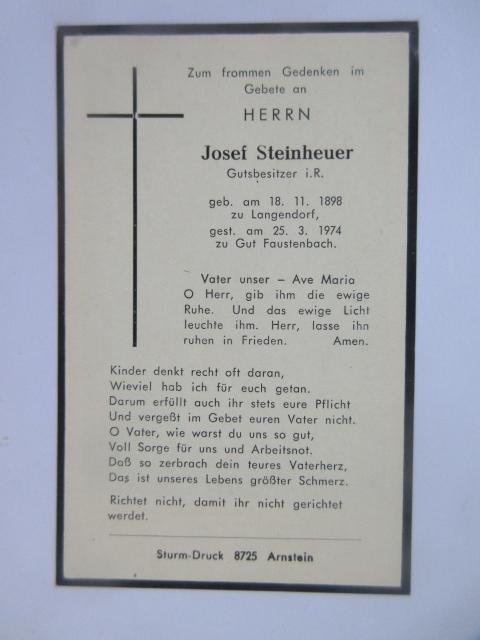 Zum frommen Gedenken im
Gebete an
HERRN
Josef Steinheuer
Gutsbesitzer i.R.
geb. am 18. 11. 1898
zu Langendorf,
gest. am 25. 3. 1974
zu Gut Faustenbach.
Vater unser – Ave Maria
O Herr, gib ihm die ewige
Ruhe. Und das ewige Licht
leuchte ihm. Herr, lasse ihn
ruhen in Frieden. Amen.
Kinder denkt recht oft daran,
Wieviel hab ich für euch getan.
Darum erfüllt auch ihr stets eure Pflicht
Und vergeßt im Gebet euren Vater nicht.
O Vater, wie warst du uns so gut,
Voll Sorge für uns und Arbeitsnot.
Daß so zerbrach dein teures Vaterherz,
Das ist unseres Lebens größter Schmerz.
Richtet nicht, damit ihr nicht gerichtet
werdet.
Sturm-Druck 8725 Arnstein